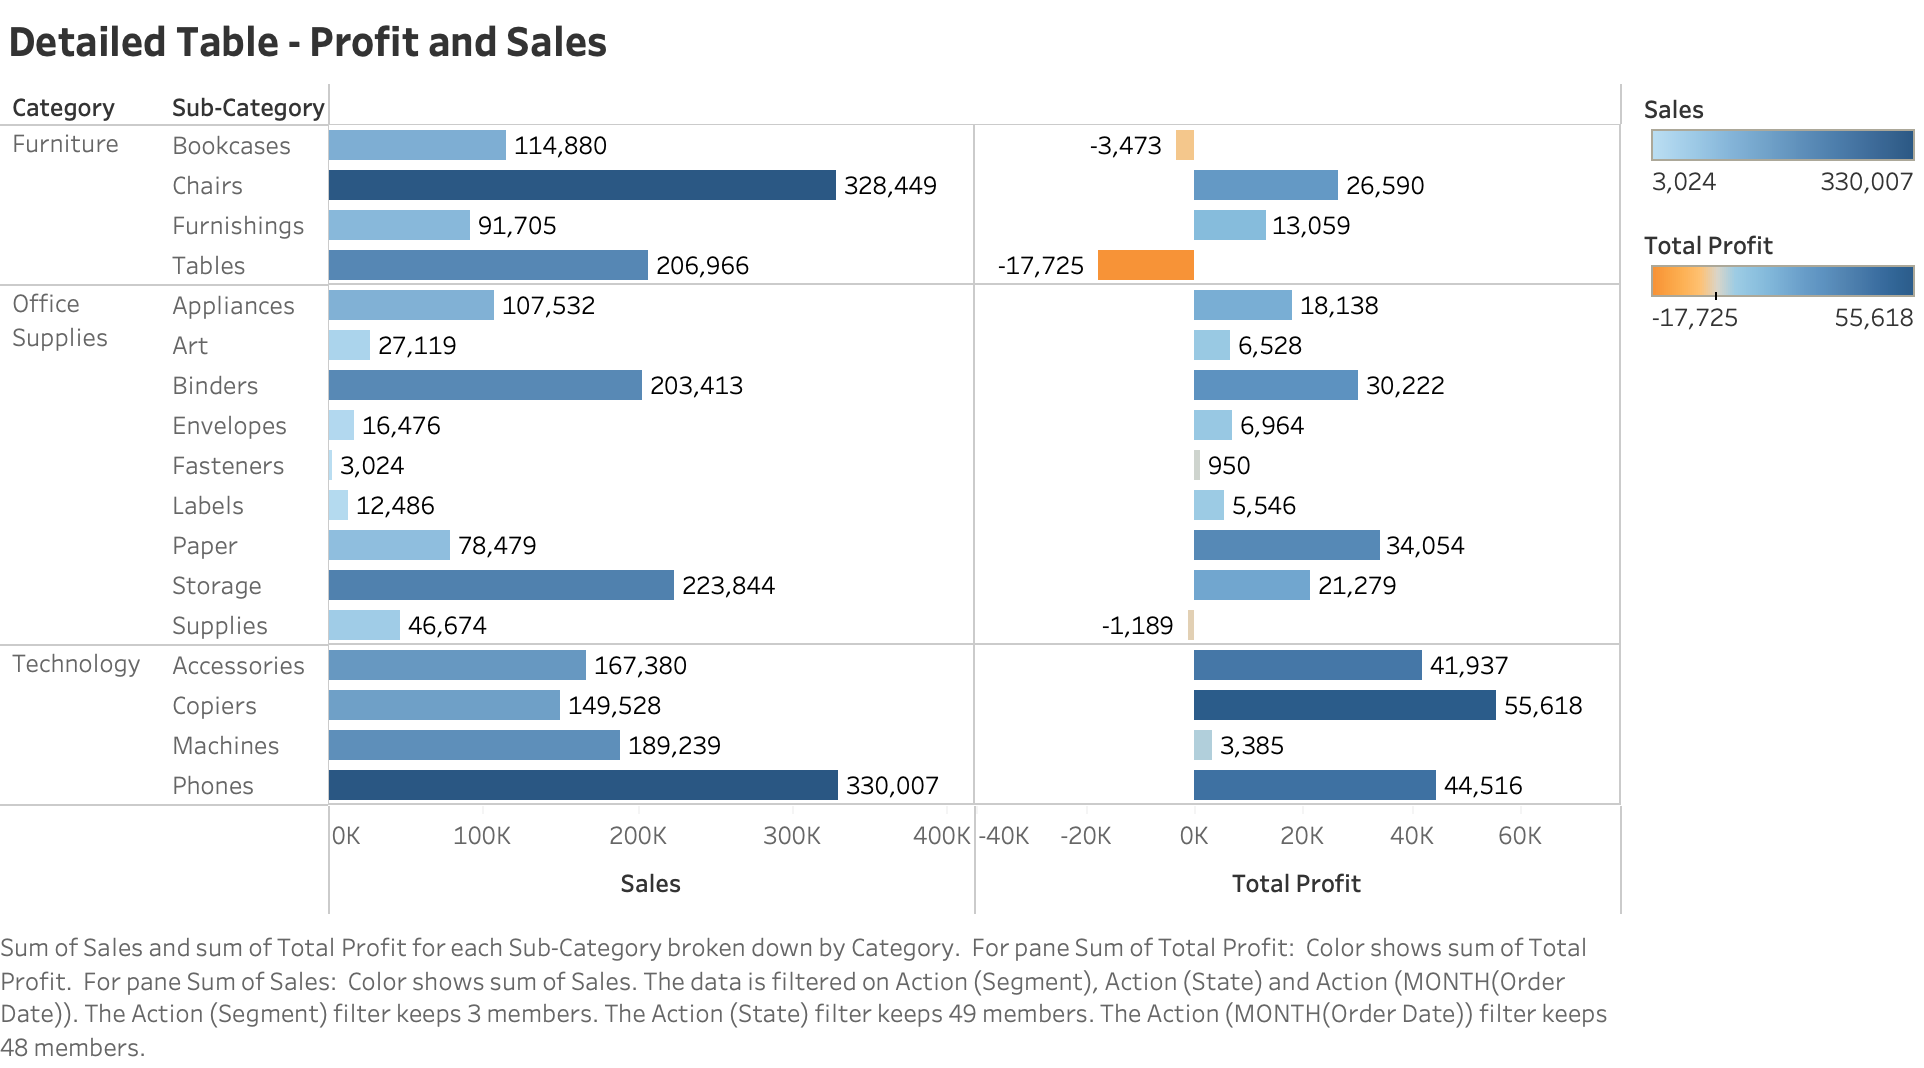 Detailed Table - Profit and Sales
Category Sub-Category
Furniture Bookcases 114,880 -3,473
Chairs 328,449 26,590
Furnishings 91,705 13,059
Tables 206,966 -17,725
Office Supplies Appliances 107,532 18,138
Art 27,119 6,528
Binders 203,413 30,222
Envelopes 16,476 6,964
Fasteners 3,024 950
Labels 12,486 5,546
Paper 78,479 34,054
Storage 223,844 21,279
Supplies 46,674 -1,189
Technology Accessories 167,380 41,937
Copiers 149,528 55,618
Machines 189,239 3,385
Phones 330,007 44,516
0K 100K 200K 300K 400K -40K -20K 0K 20K 40K 60K
Sales Total Profit
Sales
3,024 330,007
Total Profit
-17,725 55,618
Sum of Sales and sum of Total Profit for each Sub-Category broken down by Category.  For pane Sum of Total Profit:  Color shows sum of Total
Profit.  For pane Sum of Sales:  Color shows sum of Sales. The data is filtered on Action (Segment), Action (State) and Action (MONTH(Order
Date)). The Action (Segment) filter keeps 3 members. The Action (State) filter keeps 49 members. The Action (MONTH(Order Date)) filter keeps
48 members.